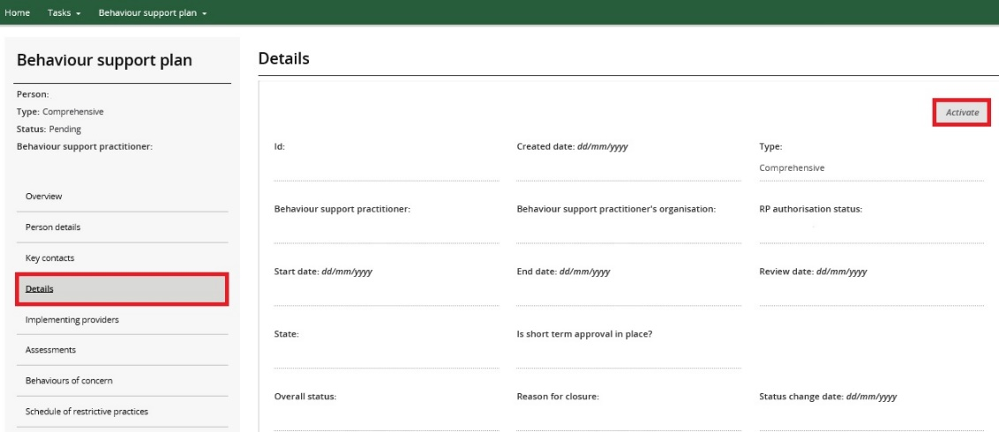 Home Tasks Behaviour support plan
Behaviour support plan
Person:
Type: Comprehensive
Status: Pending
Behaviour support practitioner:
Overview
Person details
Key contacts
Details
Implementing providers
Assessments
Behaviours of concern
Schedule of restrictive practices
Details
Activate
Id: Created date: dd/mm/yyyy Type:
Comprehensive
Behaviour support practitioner: Behaviour support practitioner's organisation: RP authorisation status:
Start date: dd/mm/yyyy End date: dd/mm/yyyy Review date: dd/mm/yyyy
State: Is short term approval in place?
Overall status: Reason for closure: Status change date: dd/mm/yyyy